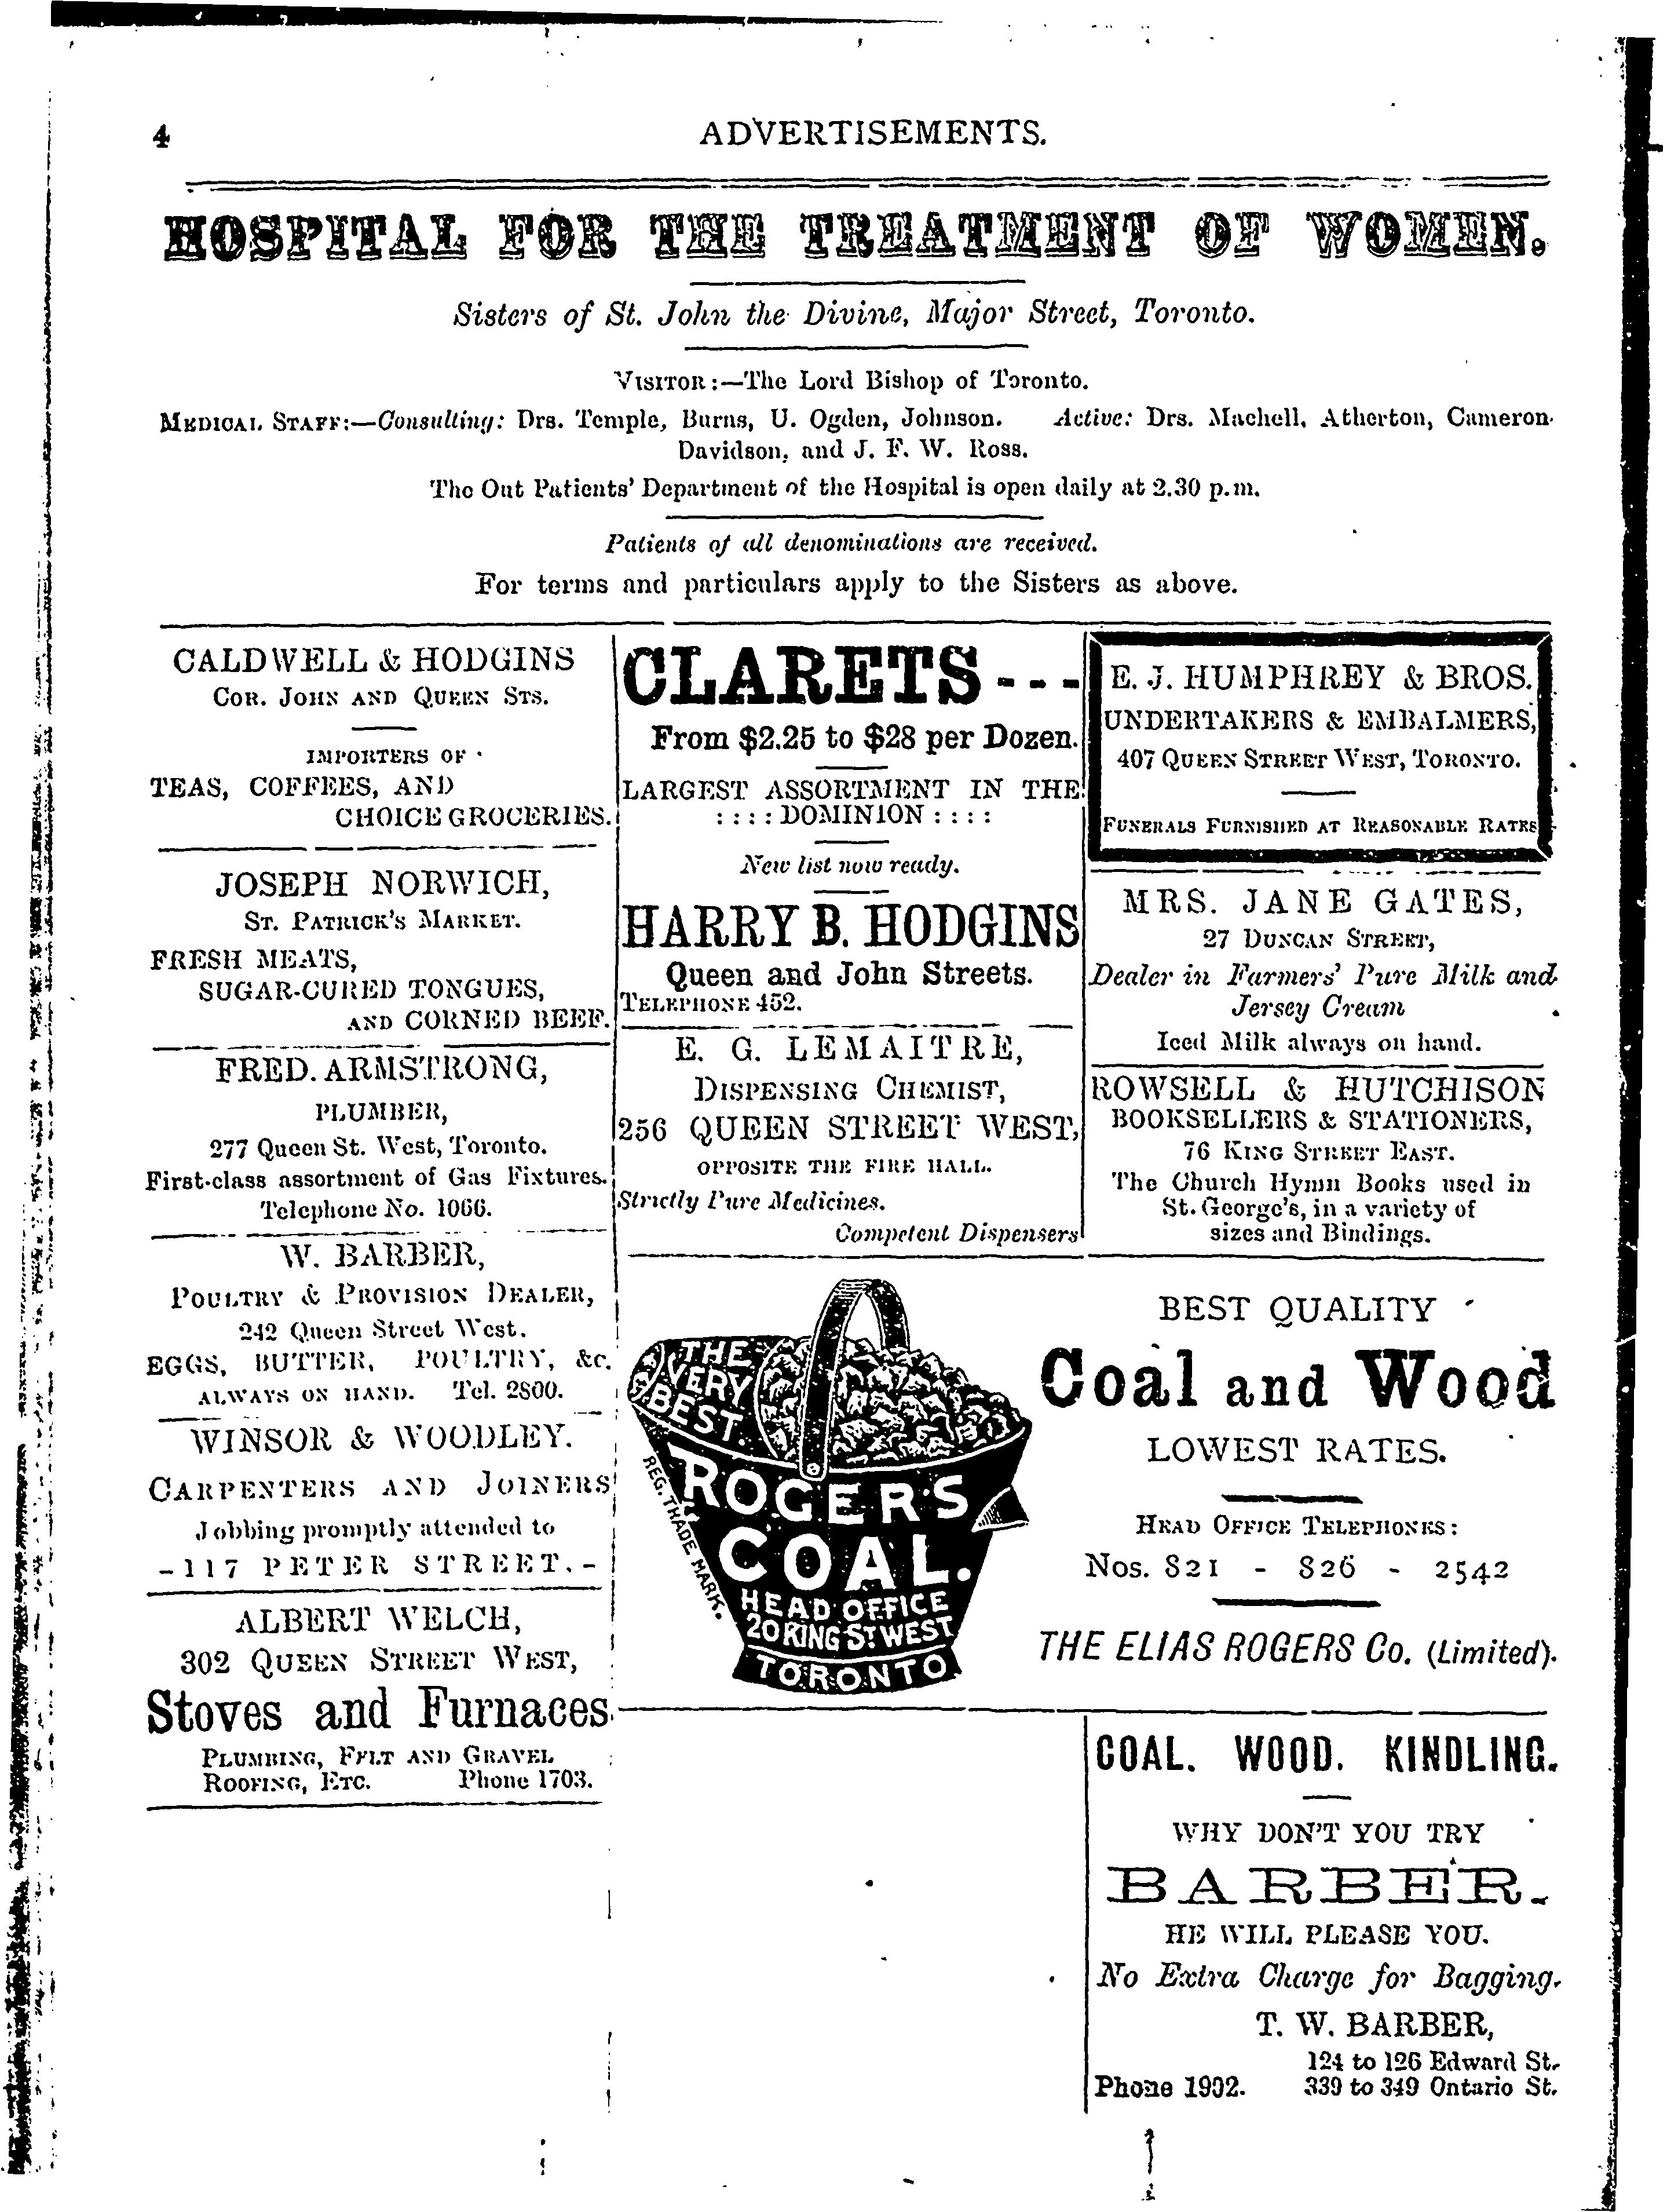 4
ADVERTISEMENTS.
HOSPITAL FOR THE TREATMENT OF WOMEN.
Sisters of St. John the Divine, Major Street, Toronto.
VISITOR:—The Lord Bishop of Toronto.
MEDICAL STAFF:—Consulting: Drs. Temple, Burns, U. Ogden, Johnson. Active: Drs. Machell, Atherton, Cameron.
Davidson, and J. F. W. Ross.
The Out Patients' Department of the Hospital is open daily at 2.30 p.m.
Patients of all denominations are received.
For terms and particulars apply to the Sisters as above.
CALDWELL & HODGINS
COR. JOHN AND QUEEN STS.
IMPORTERS OF
TEAS, COFFEES, AND
CHOICE GROCERIES.
JOSEPH NORWICH,
ST. PATRICK'S MARKET.
FRESH MEATS,
SUGAR-CURED TONGUES,
AND CORNED BEEF.
FRED. ARMSTRONG,
PLUMBER,
277 Queen St. West, Toronto.
First-class assortment of Gas Fixtures.
Telephone No. 1066.
W. BARBER,
POULTRY & PROVISION DEALER,
242 Queen Street West.
EGGS, BUTTER, POULTRY, &c.
ALWAYS ON HAND. Tel. 2800.
WINSOR & WOODLEY.
CARPENTERS AND JOINERS
Jobbing promptly attended to
-117 PETER STREET.-
ALBERT WELCH,
302 QUEEN STREET WEST,
Stoves and Furnaces
PLUMBING, FELT AND GRAVEL
ROOFING, ETC. Phone 1703.
CLARETS---
From $2.25 to $28 per Dozen.
LARGEST ASSORTMENT IN THE
::::DOMINION::::
New list now ready.
HARRY B. HODGINS
Queen and John Streets.
TELEPHONE 452.
E. G. LEMAITRE,
DISPENSING CHEMIST,
256 QUEEN STREET WEST,
OPPOSITE THE FIRE HALL.
Strictly Pure Medicines.
Competent Dispensers
E. J. HUMPHREY & BROS.
UNDERTAKERS & EMBALMERS,
407 QUEEN STREET WEST, TORONTO.
FUNERALS FURNISHED AT REASONABLE RATES
MRS. JANE GATES,
27 DUNCAN STREET,
Dealer in Farmers' Pure Milk and
Jersey Cream
Iced Milk always on hand.
ROWSELL & HUTCHISON
BOOKSELLERS & STATIONERS,
76 KING STREET EAST.
The Church Hymn Books used in
St. George's, in a variety of
sizes and Bindings.
THE
VERY
BEST.
ROGERS
COAL.
HEAD OFFICE
20 KING ST. WEST
TORONTO
REG. TRADE MARK.
BEST QUALITY
Coal and Wood
LOWEST RATES.
HEAD OFFICE TELEPHONES:
Nos. 821 - 826 - 2542
THE ELIAS ROGERS Co. (Limited).
COAL. WOOD. KINDLING.
WHY DON'T YOU TRY
BARBER.
HE WILL PLEASE YOU.
No Extra Charge for Bagging.
T. W. BARBER,
124 to 126 Edward St.
Phone 1902. 339 to 349 Ontario St.